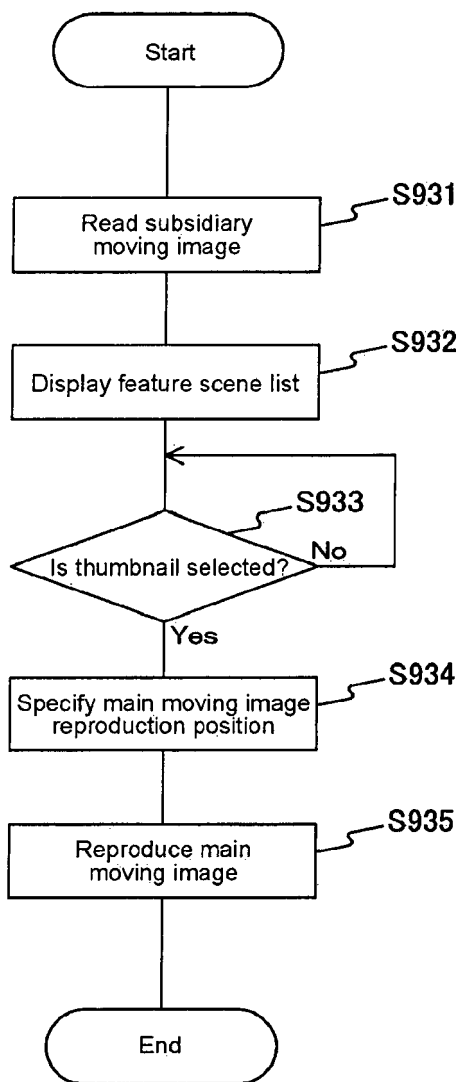 Start
S931
Read subsidiary
moving image
S932
Display feature scene list
S933
Is thumbnail selected?
No
Yes
S934
Specify main moving image
reproduction position
S935
Reproduce main
moving image
End